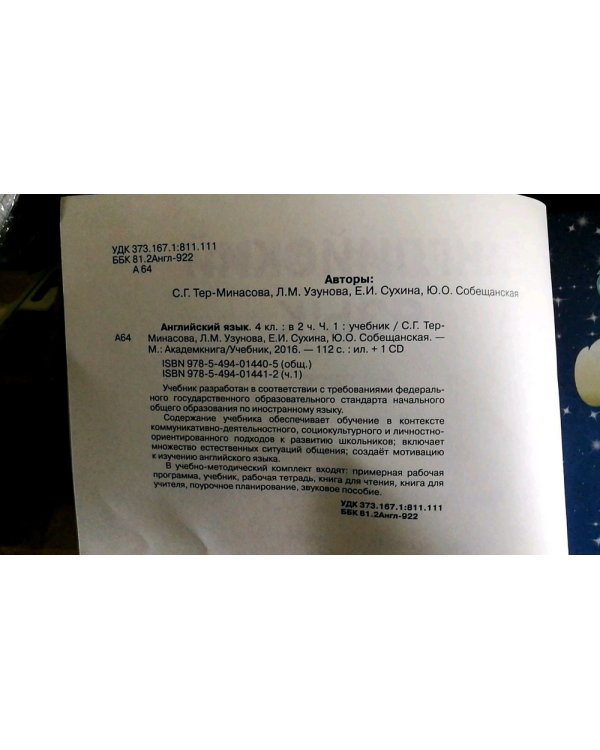 УДК 373.167.1:811.111
ББК 81.2Англ-922
А 64
Авторы:
С.Г. Тер-Минасова, Л.М. Узунова, Е.И. Сухина, Ю.О. Собещанская
Английский язык. 4 кл. : в 2 ч. Ч. 1 : учебник / С.Г. Тер-
А64 Минасова, Л.М. Узунова, Е.И. Сухина, Ю.О. Собещанская. —
М.: Академкнига/Учебник, 2016. — 112 с. : ил. + 1 CD
ISBN 978-5-494-01440-5 (общ.)
ISBN 978-5-494-01441-2 (ч.1)
Учебник разработан в соответствии с требованиями федераль-
ного государственного образовательного стандарта начального
общего образования по иностранному языку.
Содержание учебника обеспечивает обучение в контексте
коммуникативно-деятельностного, социокультурного и личностно-
ориентированного подходов к развитию школьников; включает
множество естественных ситуаций общения; создаёт мотивацию
к изучению английского языка.
В учебно-методический комплект входят: примерная рабочая
программа, учебник, рабочая тетрадь, книга для чтения, книга для
учителя, поурочное планирование, звуковое пособие.
УДК 373.167.1:811.111
ББК 81.2Англ-922